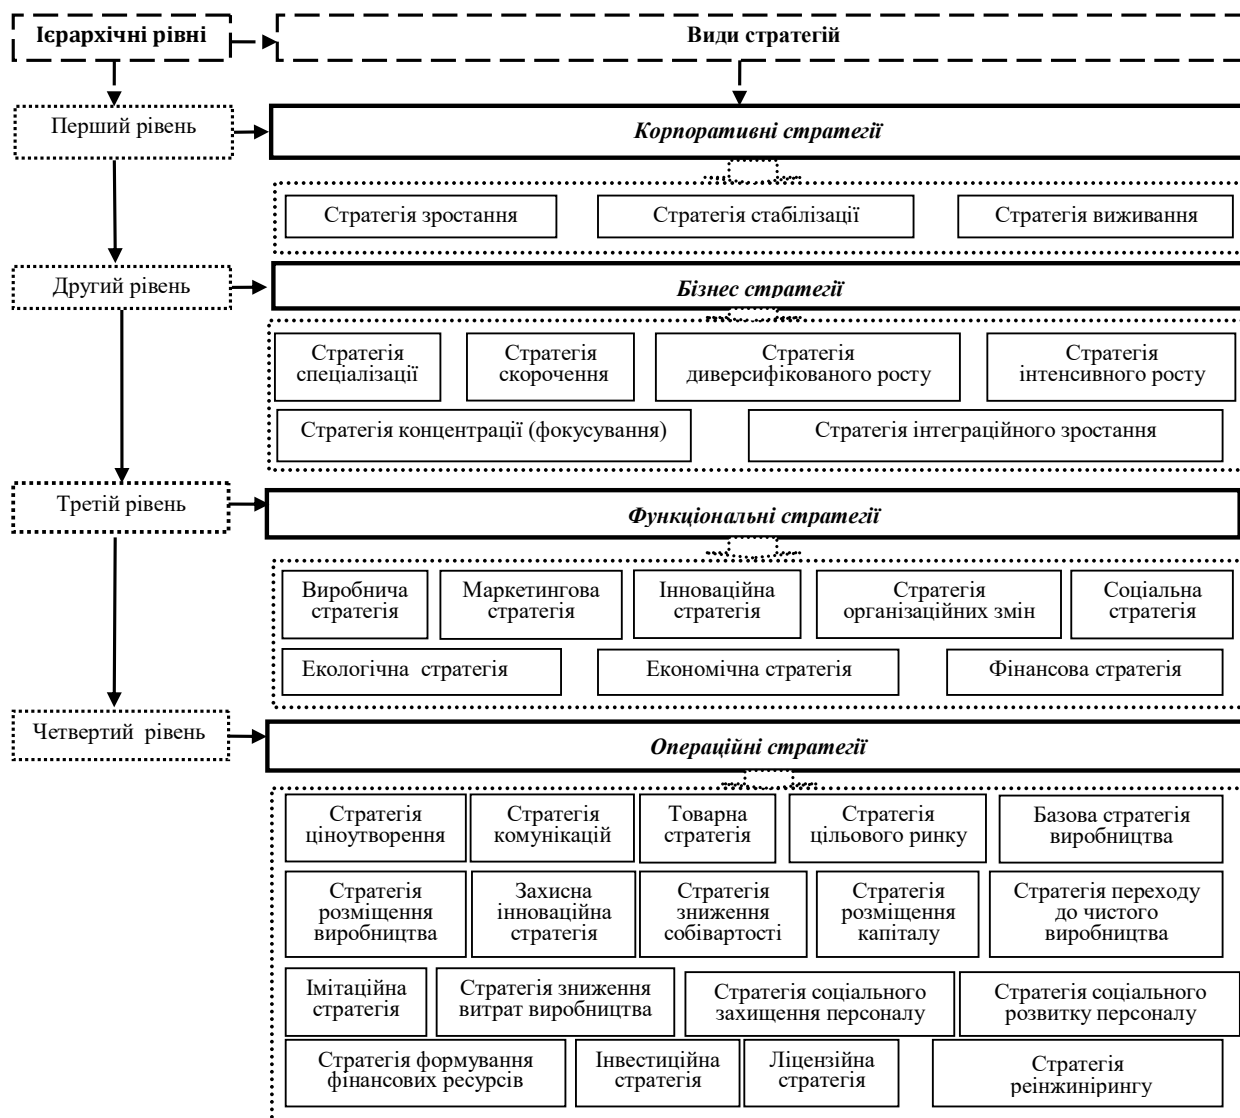 Ієрархічні рівні
Види стратегій
Перший рівень
Корпоративні стратегії
Стратегія зростання
Стратегія стабілізації
Стратегія виживання
Другий рівень
Бізнес стратегії
Стратегія
спеціалізації
Стратегія
скорочення
Стратегія
диверсифікованого росту
Стратегія
інтенсивного росту
Стратегія концентрації (фокусування)
Стратегія інтеграційного зростання
Третій рівень
Функціональні стратегії
Виробнича
стратегія
Маркетингова
стратегія
Інноваційна
стратегія
Стратегія
організаційних змін
Соціальна
стратегія
Екологічна стратегія
Економічна стратегія
Фінансова стратегія
Четвертий рівень
Операційні стратегії
Стратегія
ціноутворення
Стратегія
комунікацій
Товарна
стратегія
Стратегія
цільового ринку
Базова стратегія
виробництва
Стратегія
розміщення
виробництва
Захисна
інноваційна
стратегія
Стратегія
зниження
собівартості
Стратегія
розміщення
капіталу
Стратегія переходу
до чистого
виробництва
Імітаційна
стратегія
Стратегія зниження
витрат виробництва
Стратегія соціального
захищення персоналу
Стратегія соціального
розвитку персоналу
Стратегія формування
фінансових ресурсів
Інвестиційна
стратегія
Ліцензійна
стратегія
Стратегія
реінжинірингу